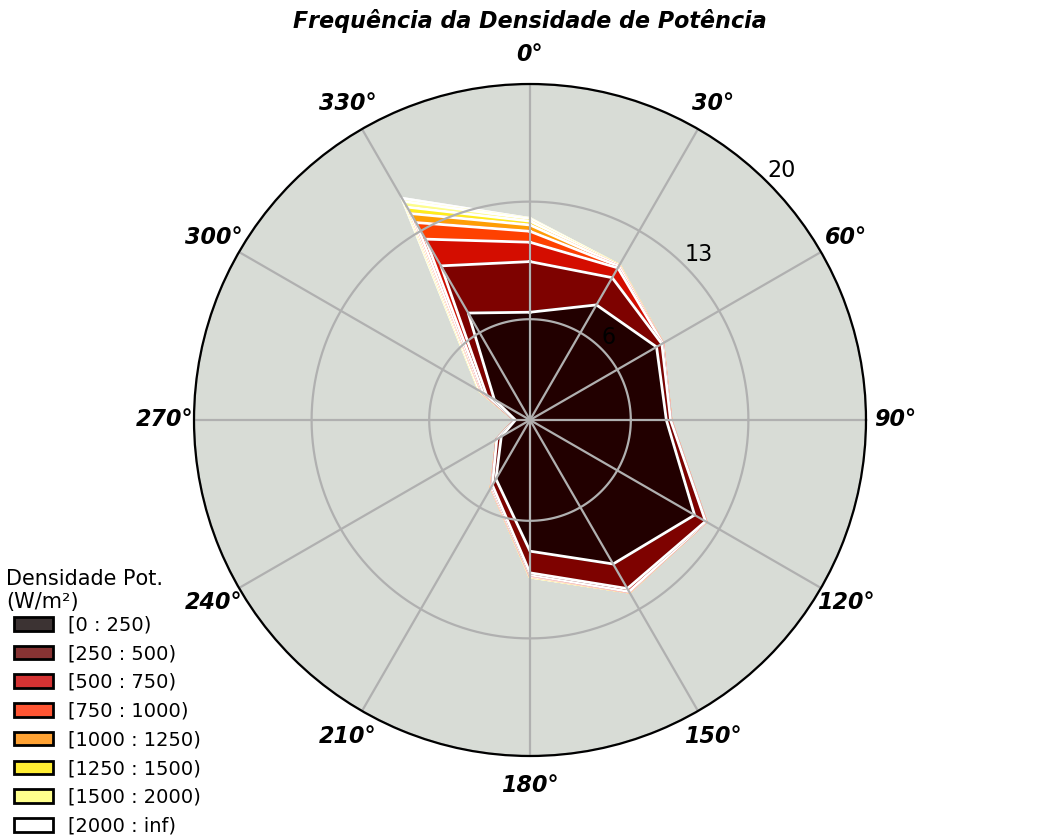 Frequência da Densidade de Potência
0°
330°
30°
20
300°
60°
13
6
270°
90°
240°
120°
210°
150°
180°
Densidade Pot.
(W/m²)
[0 : 250)
[250 : 500)
[500 : 750)
[750 : 1000)
[1000 : 1250)
[1250 : 1500)
[1500 : 2000)
[2000 : inf)